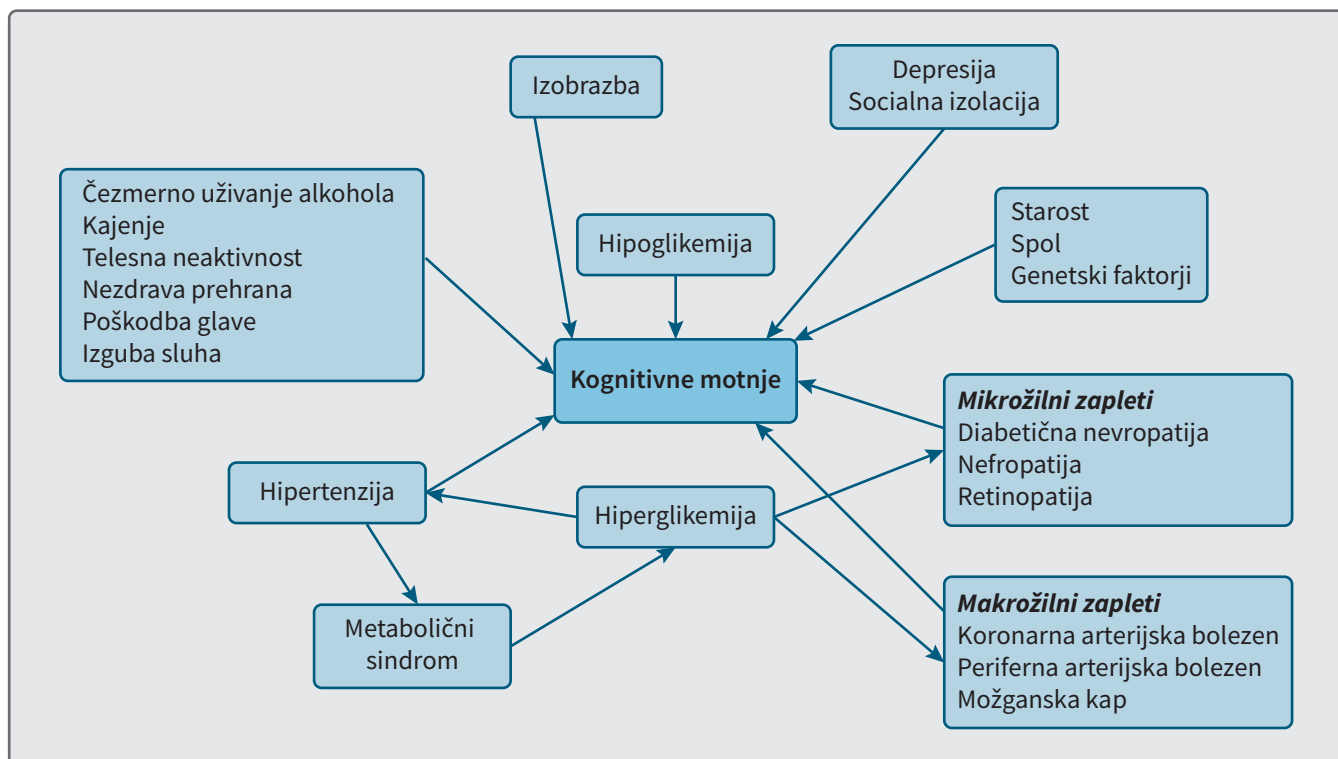 Izobrazba
Depresija
Socialna izolacija
Čezmerno uživanje alkohola
Kajenje
Telesna neaktivnost
Nezdrava prehrana
Poškodba glave
Izguba sluha
Hipoglikemija
Starost
Spol
Genetski faktorji
Kognitivne motnje
Mikrožilni zapleti
Diabetična nevropatija
Nefropatija
Retinopatija
Hipertenzija
Hiperglikemija
Metabolični
sindrom
Makrožilni zapleti
Koronarna arterijska bolezen
Periferna arterijska bolezen
Možganska kap